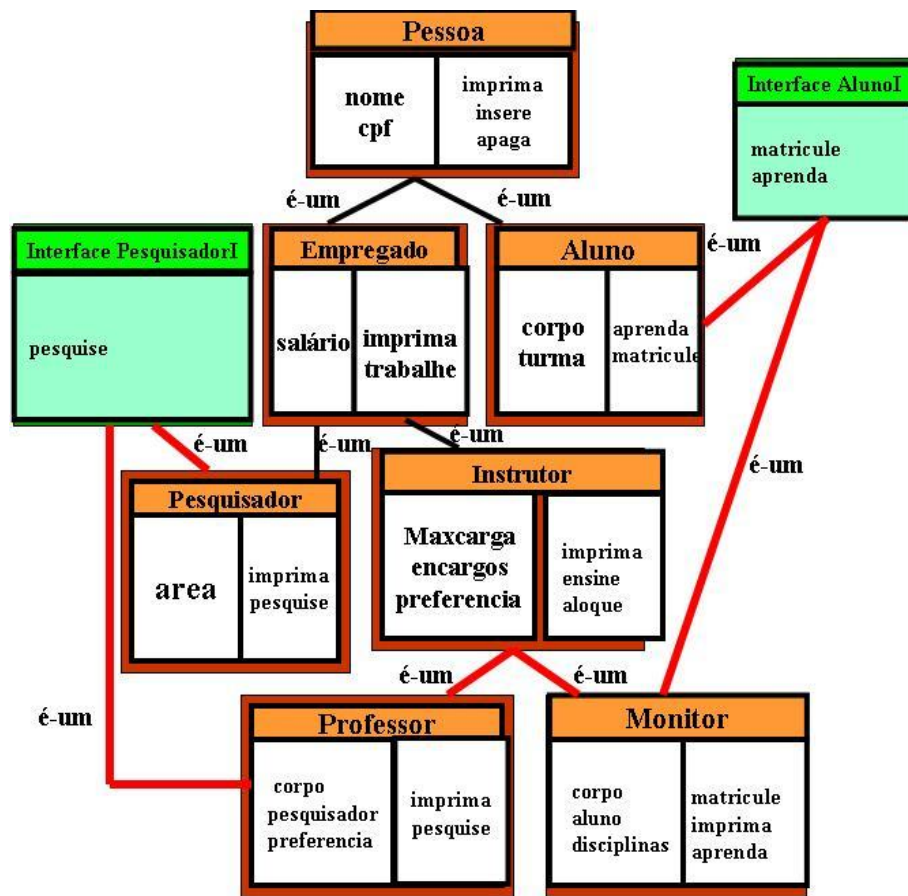 Pessoa
nome
cpf
imprima
insere
apaga
Interface AlunoI
matricule
aprenda
é-um
é-um
é-um
Interface PesquisadorI
pesquise
Empregado
salário
imprima
trabalhe
Aluno
corpo
turma
aprenda
matricule
é-um
é-um
é-um
é-um
Pesquisador
area
imprima
pesquise
Instrutor
Maxcarga
encargos
preferencia
imprima
ensine
aloque
é-um
é-um
é-um
Professor
corpo
pesquisador
preferencia
imprima
pesquise
Monitor
corpo
aluno
disciplinas
matricule
imprima
aprenda